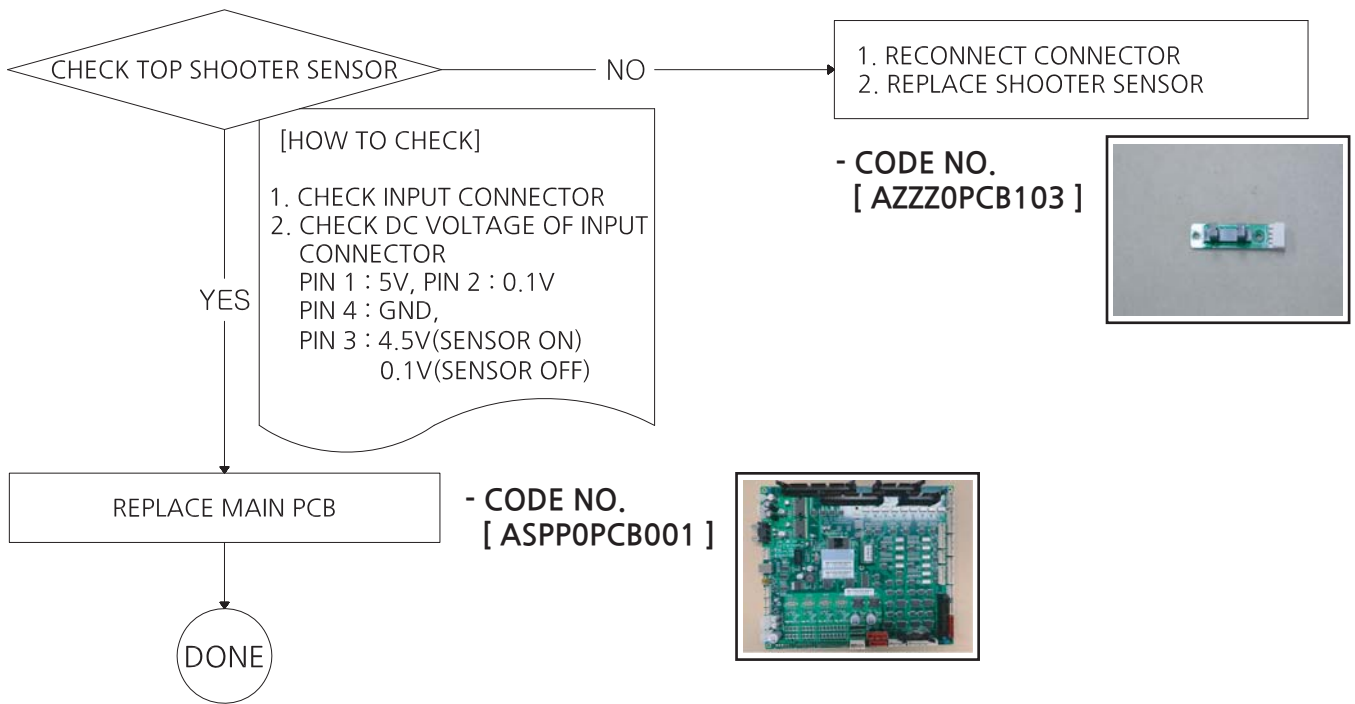 CHECK TOP SHOOTER SENSOR
NO
1. RECONNECT CONNECTOR
2. REPLACE SHOOTER SENSOR
[HOW TO CHECK]
1. CHECK INPUT CONNECTOR
2. CHECK DC VOLTAGE OF INPUT
CONNECTOR
PIN 1 : 5V, PIN 2 : 0.1V
PIN 4 : GND,
PIN 3 : 4.5V(SENSOR ON)
0.1V(SENSOR OFF)
- CODE NO.
[ AZZZ0PCB103 ]
YES
REPLACE MAIN PCB
- CODE NO.
[ ASPP0PCB001 ]
DONE